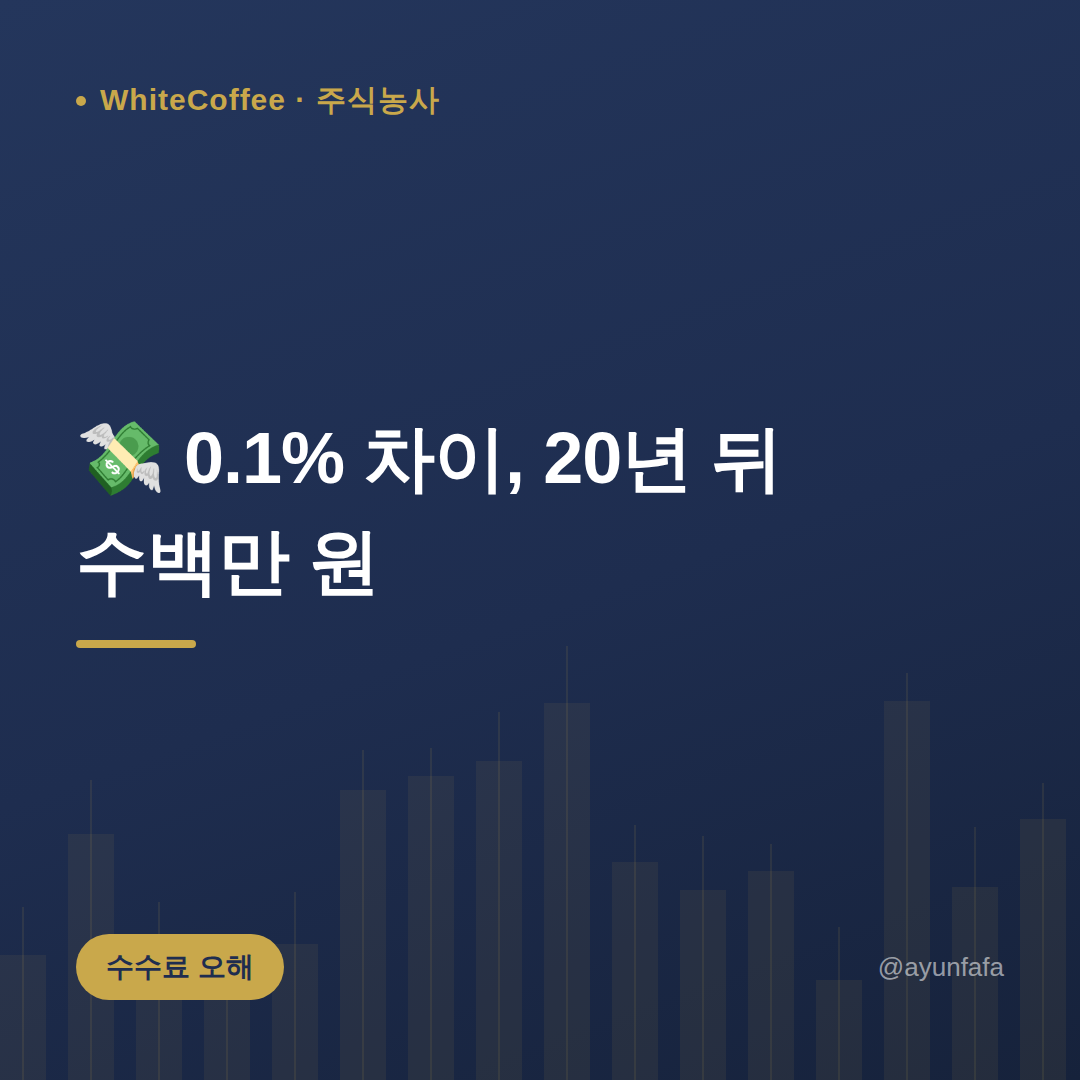 WhiteCoffee · 주식농사
💸 0.1% 차이, 20년 뒤
수백만 원
수수료 오해
@ayunfafa